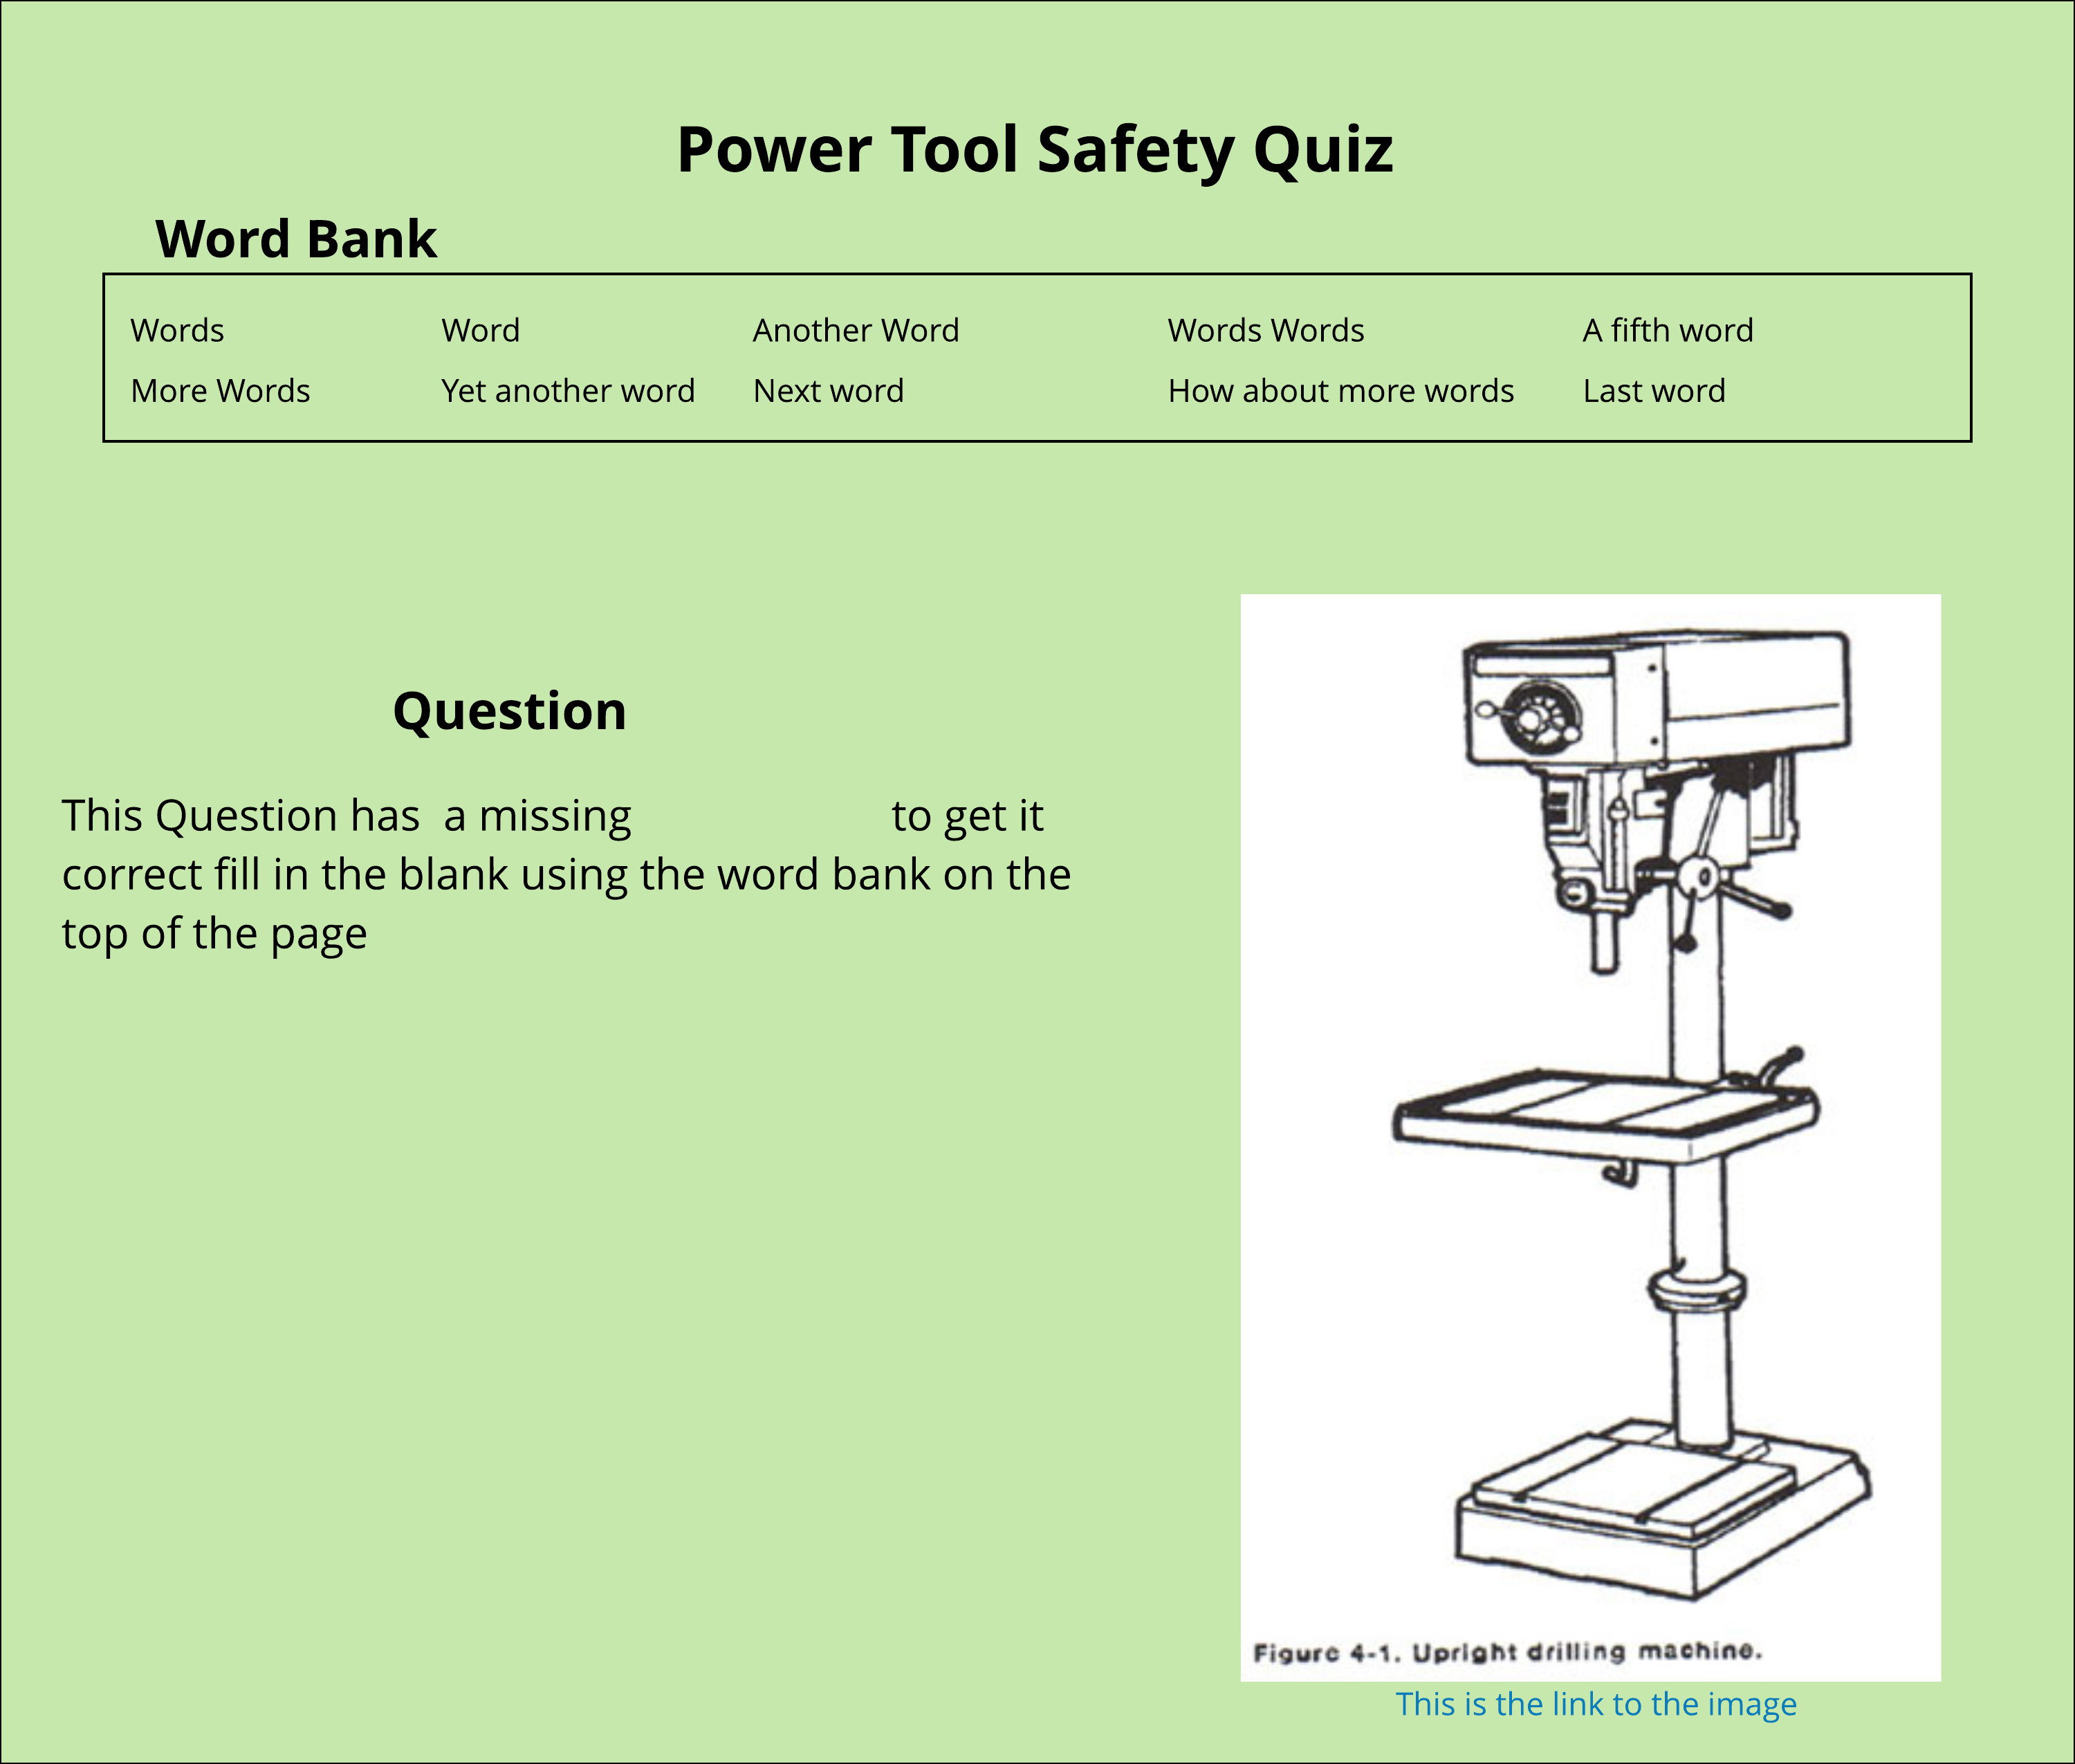 Power Tool Safety Quiz
Word Bank
Words Word Another Word Words Words A fifth word
More Words Yet another word Next word How about more words Last word
Question
This Question has  a missing to get it
correct fill in the blank using the word bank on the
top of the page
Figure 4-1. Upright drilling machine.
This is the link to the image